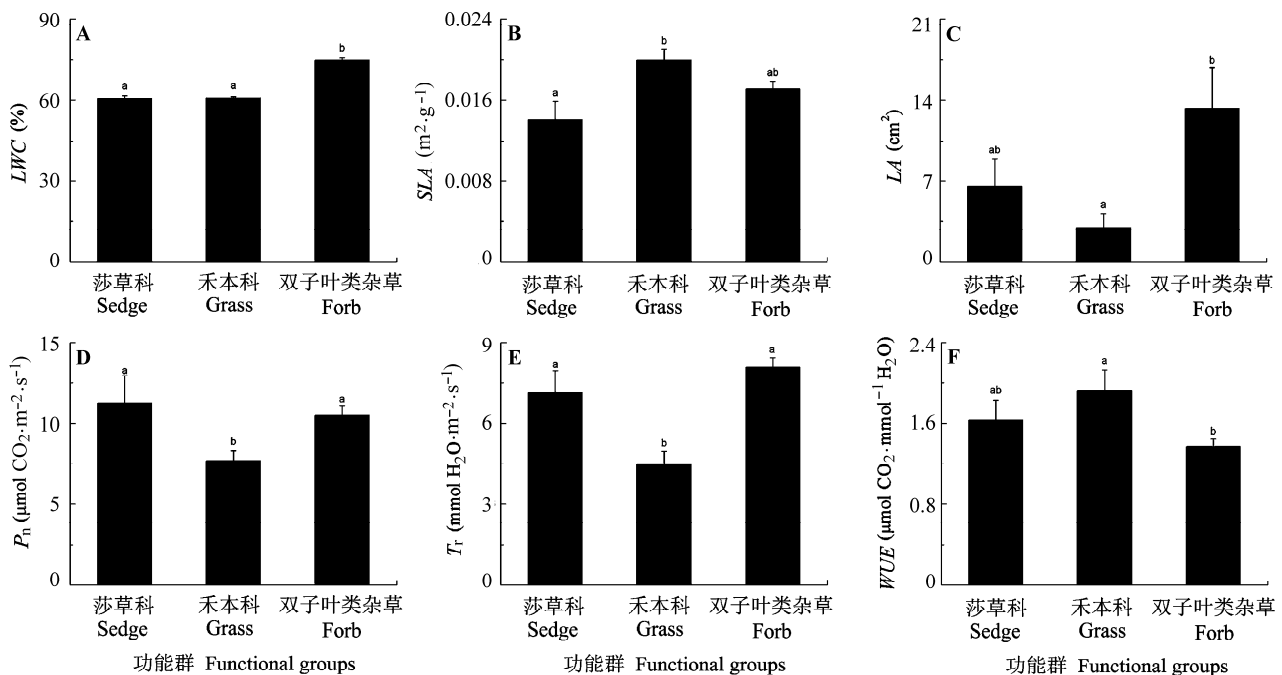 A
LWC (%)
90
60
30
0
a
a
b
莎草科
禾本科
双子叶类杂草
Sedge
Grass
Forb
B
SLA (m²·g⁻¹)
0.024
0.016
0.008
0
a
b
ab
莎草科
禾木科
双子叶类杂草
Sedge
Grass
Forb
C
LA (cm²)
21
14
7
0
ab
a
b
莎草科
禾木科
双子叶类杂草
Sedge
Grass
Forb
D
Pn (μmol CO₂·m⁻²·s⁻¹)
15
10
5
0
a
b
a
莎草科
禾本科
双子叶类杂草
Sedge
Grass
Forb
功能群 Functional groups
E
Tr (mmol H₂O·m⁻²·s⁻¹)
9
6
3
0
a
b
a
莎草科
禾本科
双子叶类杂草
Sedge
Grass
Forb
功能群 Functional groups
F
WUE (μmol CO₂·mmol⁻¹ H₂O)
2.4
1.6
0.8
0
ab
a
b
莎草科
禾本科
双子叶类杂草
Sedge
Grass
Forb
功能群 Functional groups